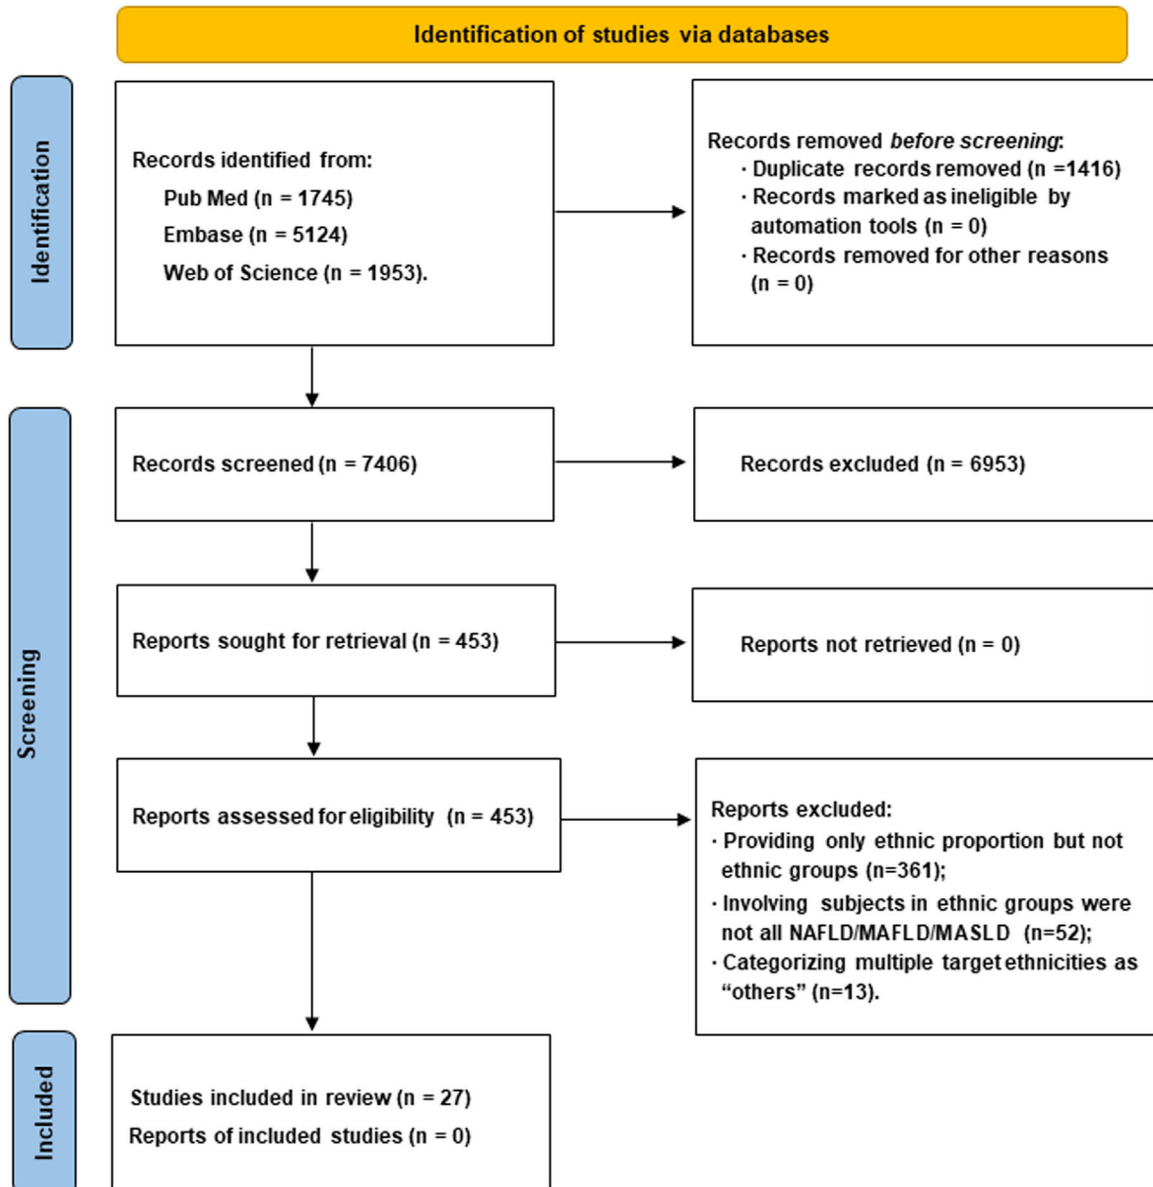 Identification of studies via databases
Identification
Records identified from:
Pub Med (n = 1745)
Embase (n = 5124)
Web of Science (n = 1953).
Records removed before screening:
· Duplicate records removed (n =1416)
· Records marked as ineligible by
automation tools (n = 0)
· Records removed for other reasons
(n = 0)
Screening
Records screened (n = 7406)
Records excluded (n = 6953)
Reports sought for retrieval (n = 453)
Reports not retrieved (n = 0)
Reports assessed for eligibility (n = 453)
Reports excluded:
· Providing only ethnic proportion but not
ethnic groups (n=361);
· Involving subjects in ethnic groups were
not all NAFLD/MAFLD/MASLD (n=52);
· Categorizing multiple target ethnicities as
“others” (n=13).
Included
Studies included in review (n = 27)
Reports of included studies (n = 0)